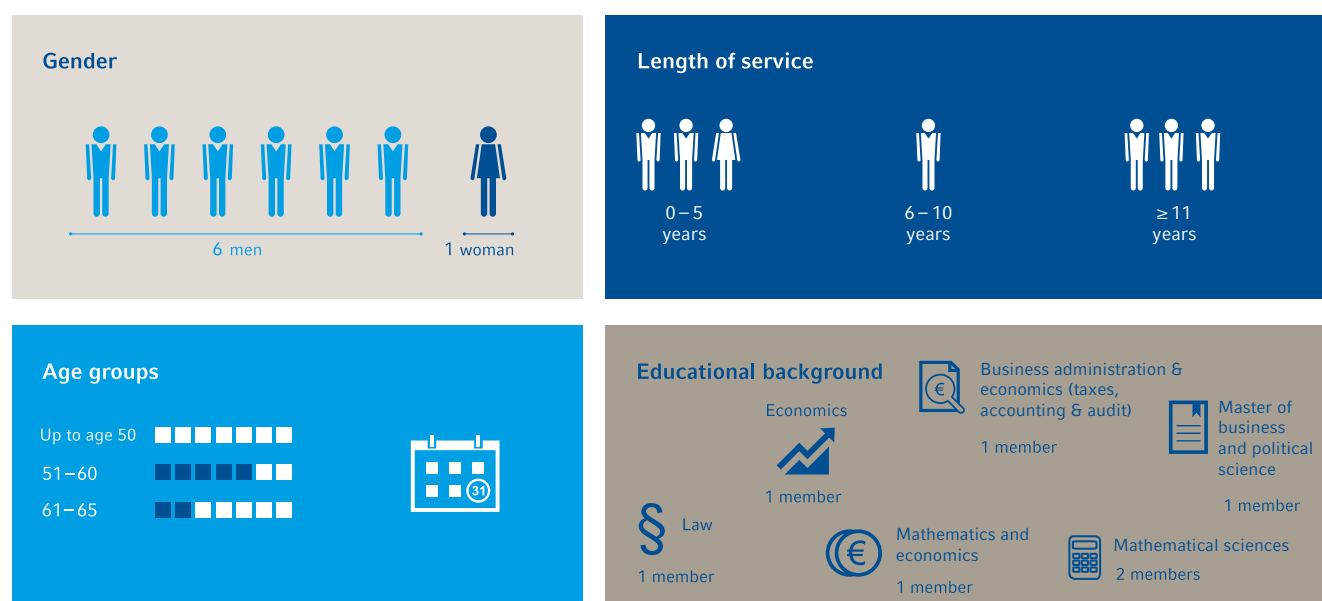 Gender
6 men
1 woman
Length of service
0 – 5
years
6 – 10
years
≥ 11
years
Age groups
Up to age 50
51 – 60
61 – 65
31
Educational background
Economics
1 member
€
Business administration &
economics (taxes,
accounting & audit)
1 member
Master of
business
and political
science
1 member
§
Law
1 member
€
Mathematics and
economics
1 member
Mathematical sciences
2 members